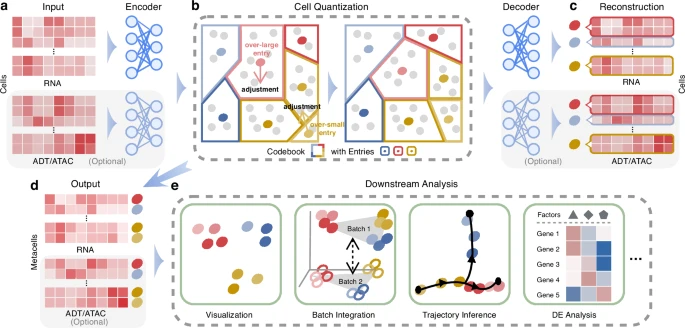 a
Input
Encoder
Cells
RNA
ADT/ATAC
(Optional)
b
Cell Quantization
over-large
entry
adjustment
adjustment
over-small
entry
Codebook
with Entries
Decoder
(Optional)
c
Reconstruction
Cells
RNA
ADT/ATAC
d
Output
Metacells
RNA
ADT/ATAC
(Optional)
e
Downstream Analysis
Visualization
Batch 1
Batch 2
Batch Integration
Trajectory Inference
Factors
Gene 1
Gene 2
Gene 3
Gene 4
Gene 5
DE Analysis